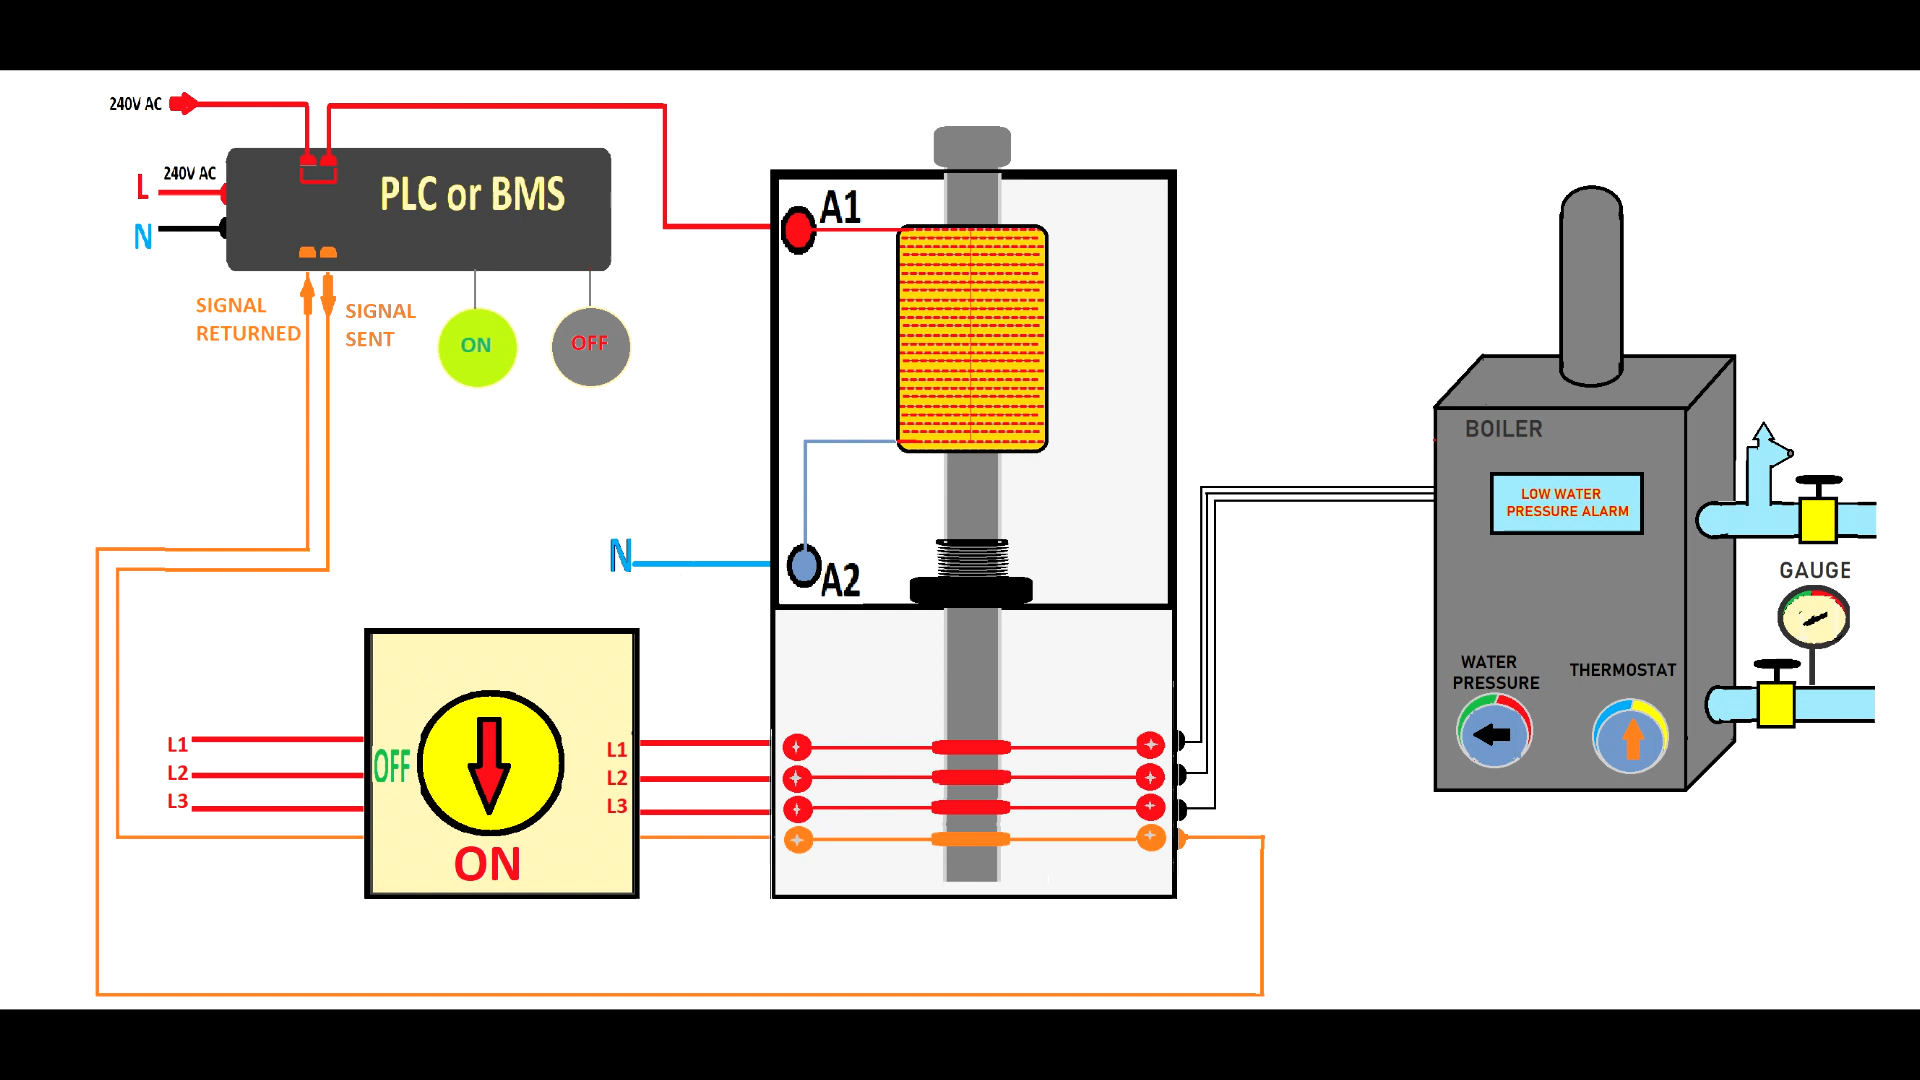 240V AC
L
240V AC
N
PLC or BMS
SIGNAL
RETURNED
SIGNAL
SENT
ON
OFF
A1
N
A2
L1
L2
L3
OFF
ON
L1
L2
L3
BOILER
LOW WATER
PRESSURE ALARM
GAUGE
WATER
PRESSURE
THERMOSTAT